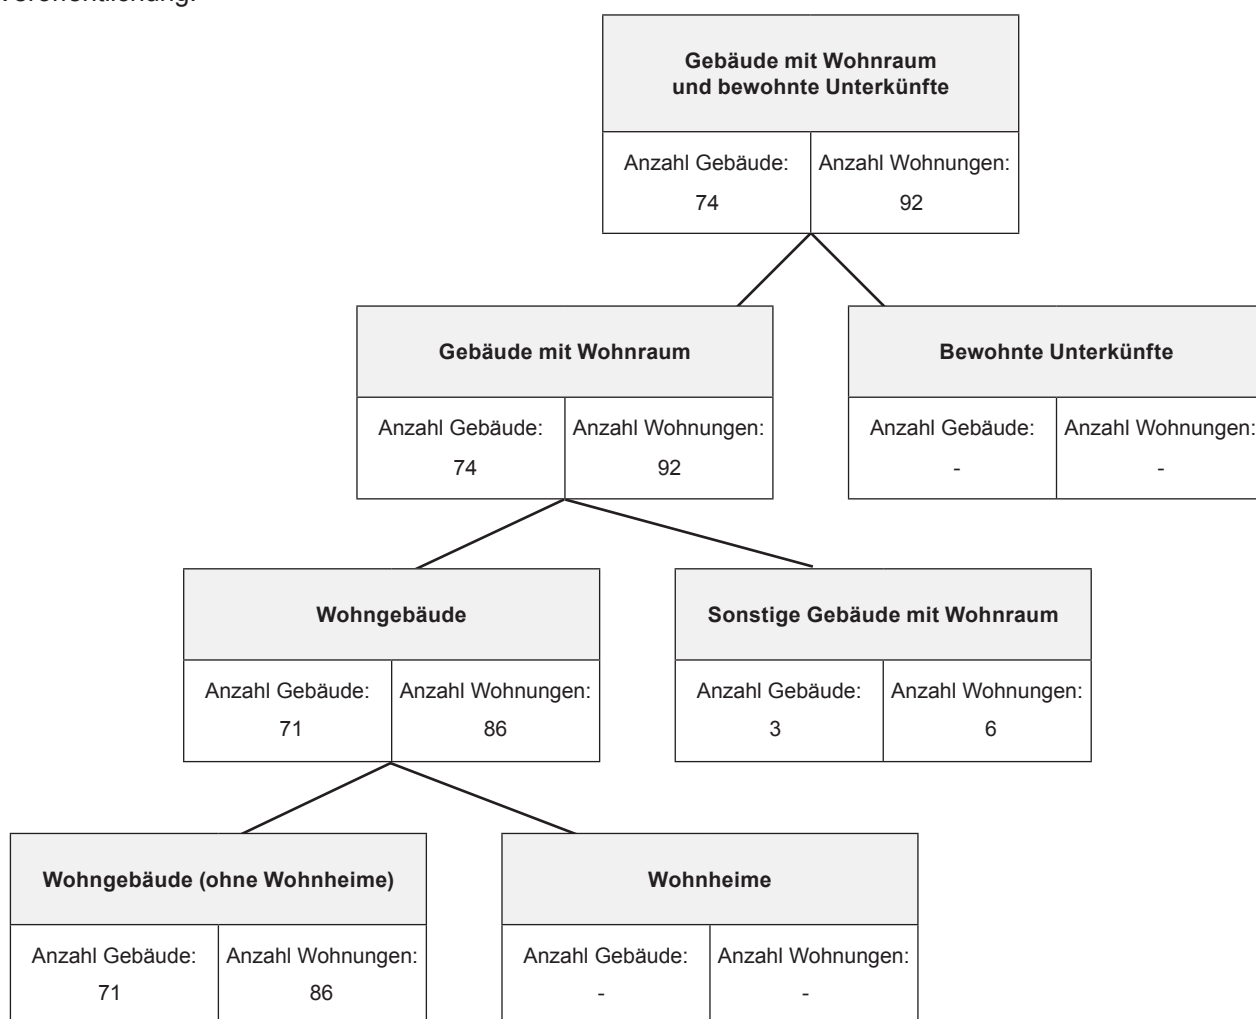 Veröffentlichung.
Gebäude mit Wohnraum
und bewohnte Unterkünfte
Anzahl Gebäude: Anzahl Wohnungen:
74 92
Gebäude mit Wohnraum
Bewohnte Unterkünfte
Anzahl Gebäude: Anzahl Wohnungen: Anzahl Gebäude: Anzahl Wohnungen:
74 92 - -
Wohngebäude
Sonstige Gebäude mit Wohnraum
Anzahl Gebäude: Anzahl Wohnungen: Anzahl Gebäude: Anzahl Wohnungen:
71 86 3 6
Wohngebäude (ohne Wohnheime)
Wohnheime
Anzahl Gebäude: Anzahl Wohnungen: Anzahl Gebäude: Anzahl Wohnungen:
71 86 - -